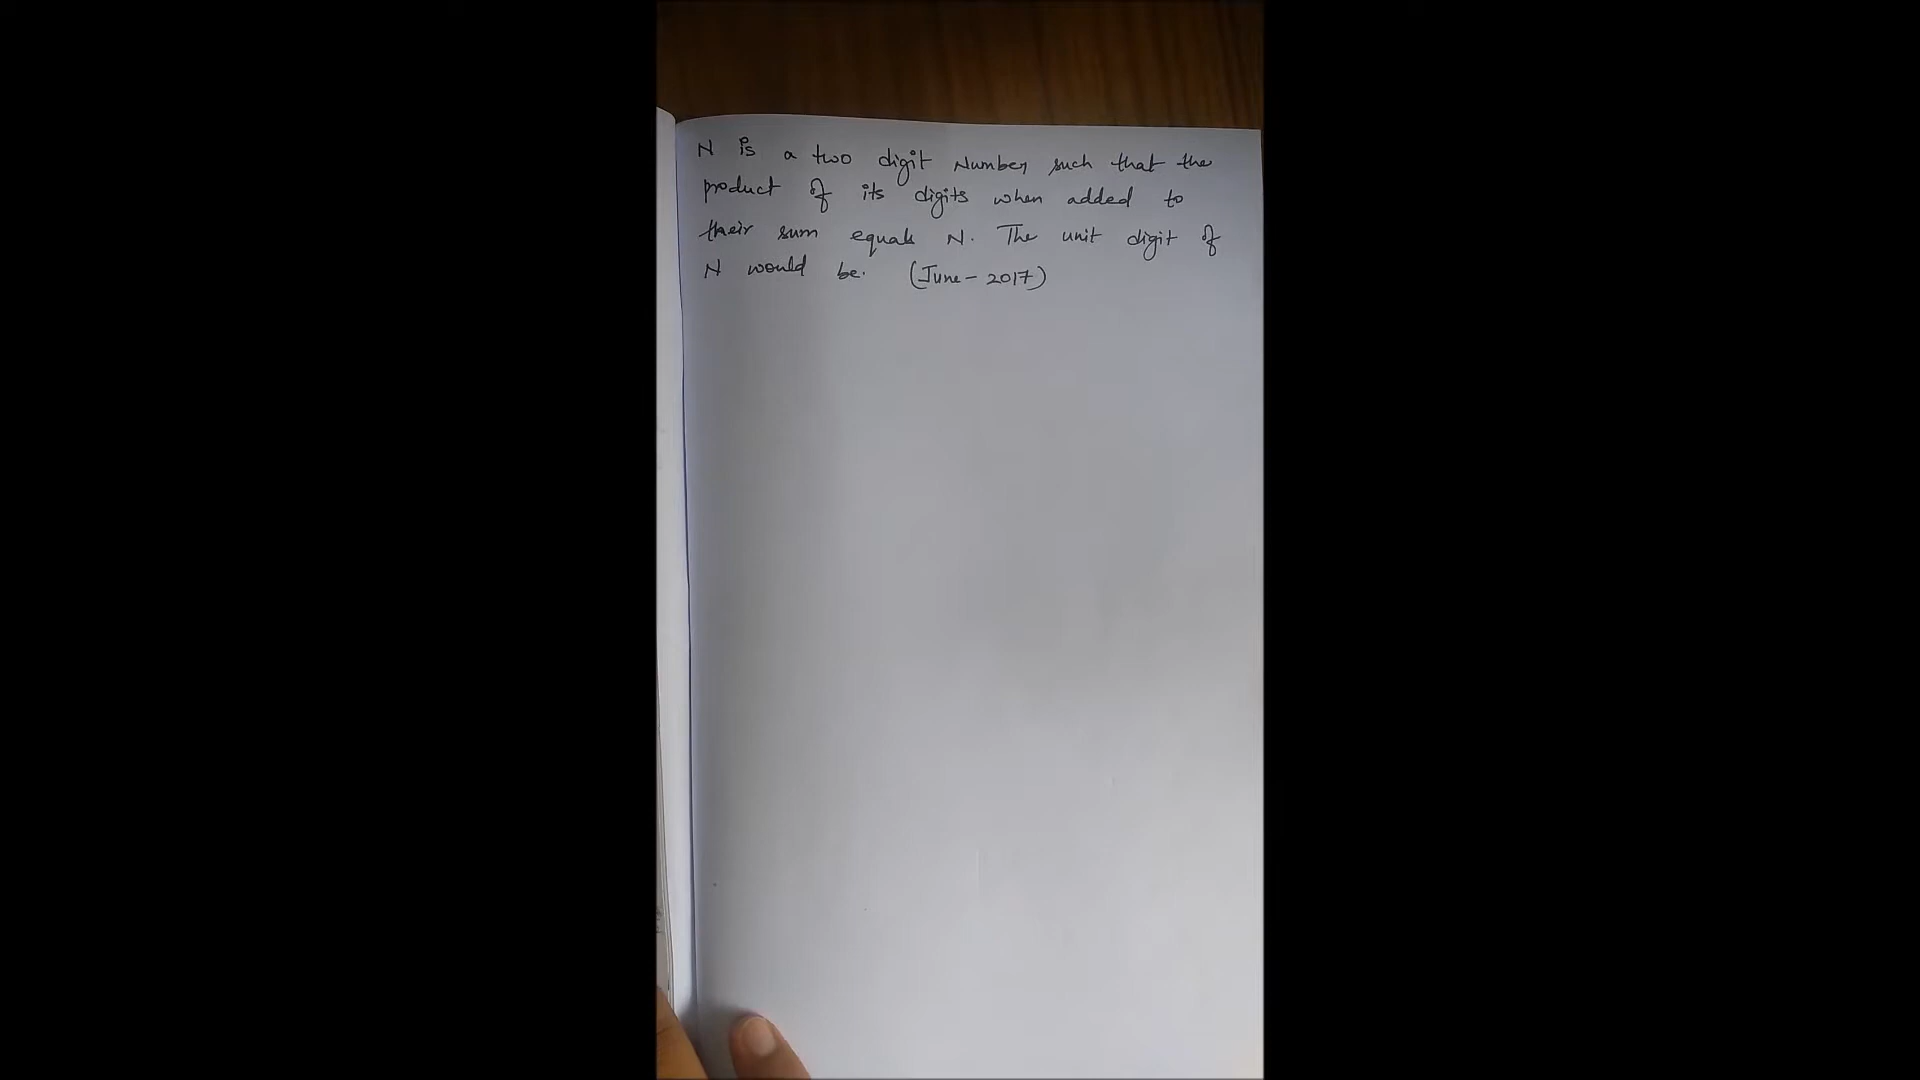 N is a two digit Number such that the
product of its digits when added to
their sum equals N. The unit digit of
N would be. (June - 2017)